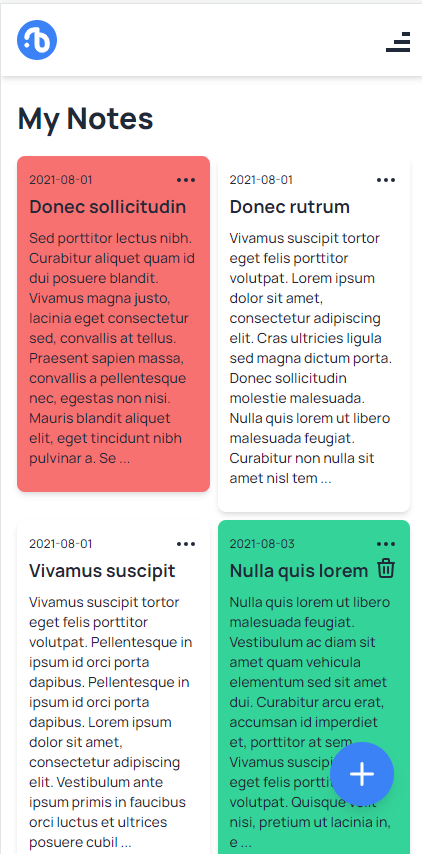 My Notes
2021-08-01
Donec sollicitudin
Sed porttitor lectus nibh.
Curabitur aliquet quam id
dui posuere blandit.
Vivamus magna justo,
lacinia eget consectetur
sed, convallis at tellus.
Praesent sapien massa,
convallis a pellentesque
nec, egestas non nisi.
Mauris blandit aliquet
elit, eget tincidunt nibh
pulvinar a. Se ...
2021-08-01
Donec rutrum
Vivamus suscipit tortor
eget felis porttitor
volutpat. Lorem ipsum
dolor sit amet,
consectetur adipiscing
elit. Cras ultricies ligula
sed magna dictum porta.
Donec sollicitudin
molestie malesuada.
Nulla quis lorem ut libero
malesuada feugiat.
Curabitur non nulla sit
amet nisl tem ...
2021-08-01
Vivamus suscipit
Vivamus suscipit tortor
eget felis porttitor
volutpat. Pellentesque in
ipsum id orci porta
dapibus. Pellentesque in
ipsum id orci porta
dapibus. Lorem ipsum
dolor sit amet,
consectetur adipiscing
elit. Vestibulum ante
ipsum primis in faucibus
orci luctus et ultrices
posuere cubil ...
2021-08-03
Nulla quis lorem
Nulla quis lorem ut libero
malesuada feugiat.
Vestibulum ac diam sit
amet quam vehicula
elementum sed sit amet
dui. Curabitur arcu erat,
accumsan id imperdiet
et, porttitor at sem.
Vivamus
eget felis
volutpat. Quisque velit
nisi, pretium ut lacinia in,
e ...